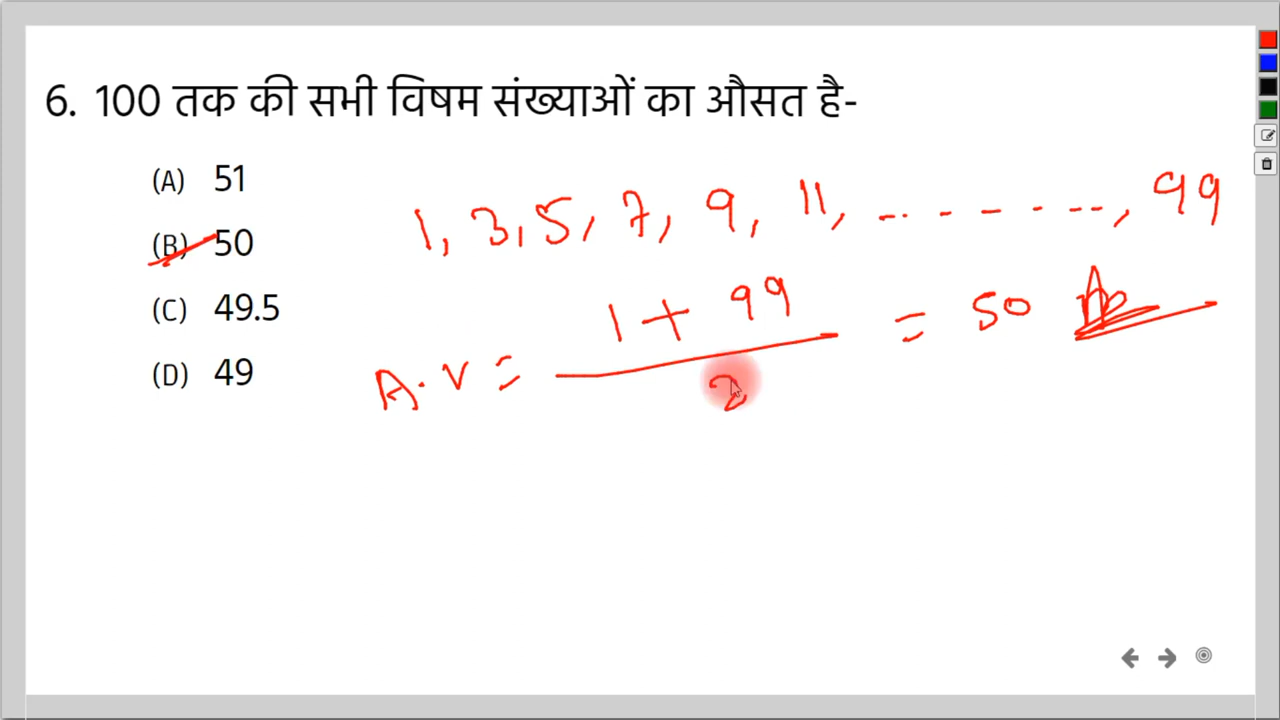 6. 100 तक की सभी विषम संख्याओं का औसत है-
(A) 51
(B) 50
(C) 49.5
(D) 49
1, 3, 5, 7, 9, 11, ........, 99
A.V = 1 + 99 / 2 = 50